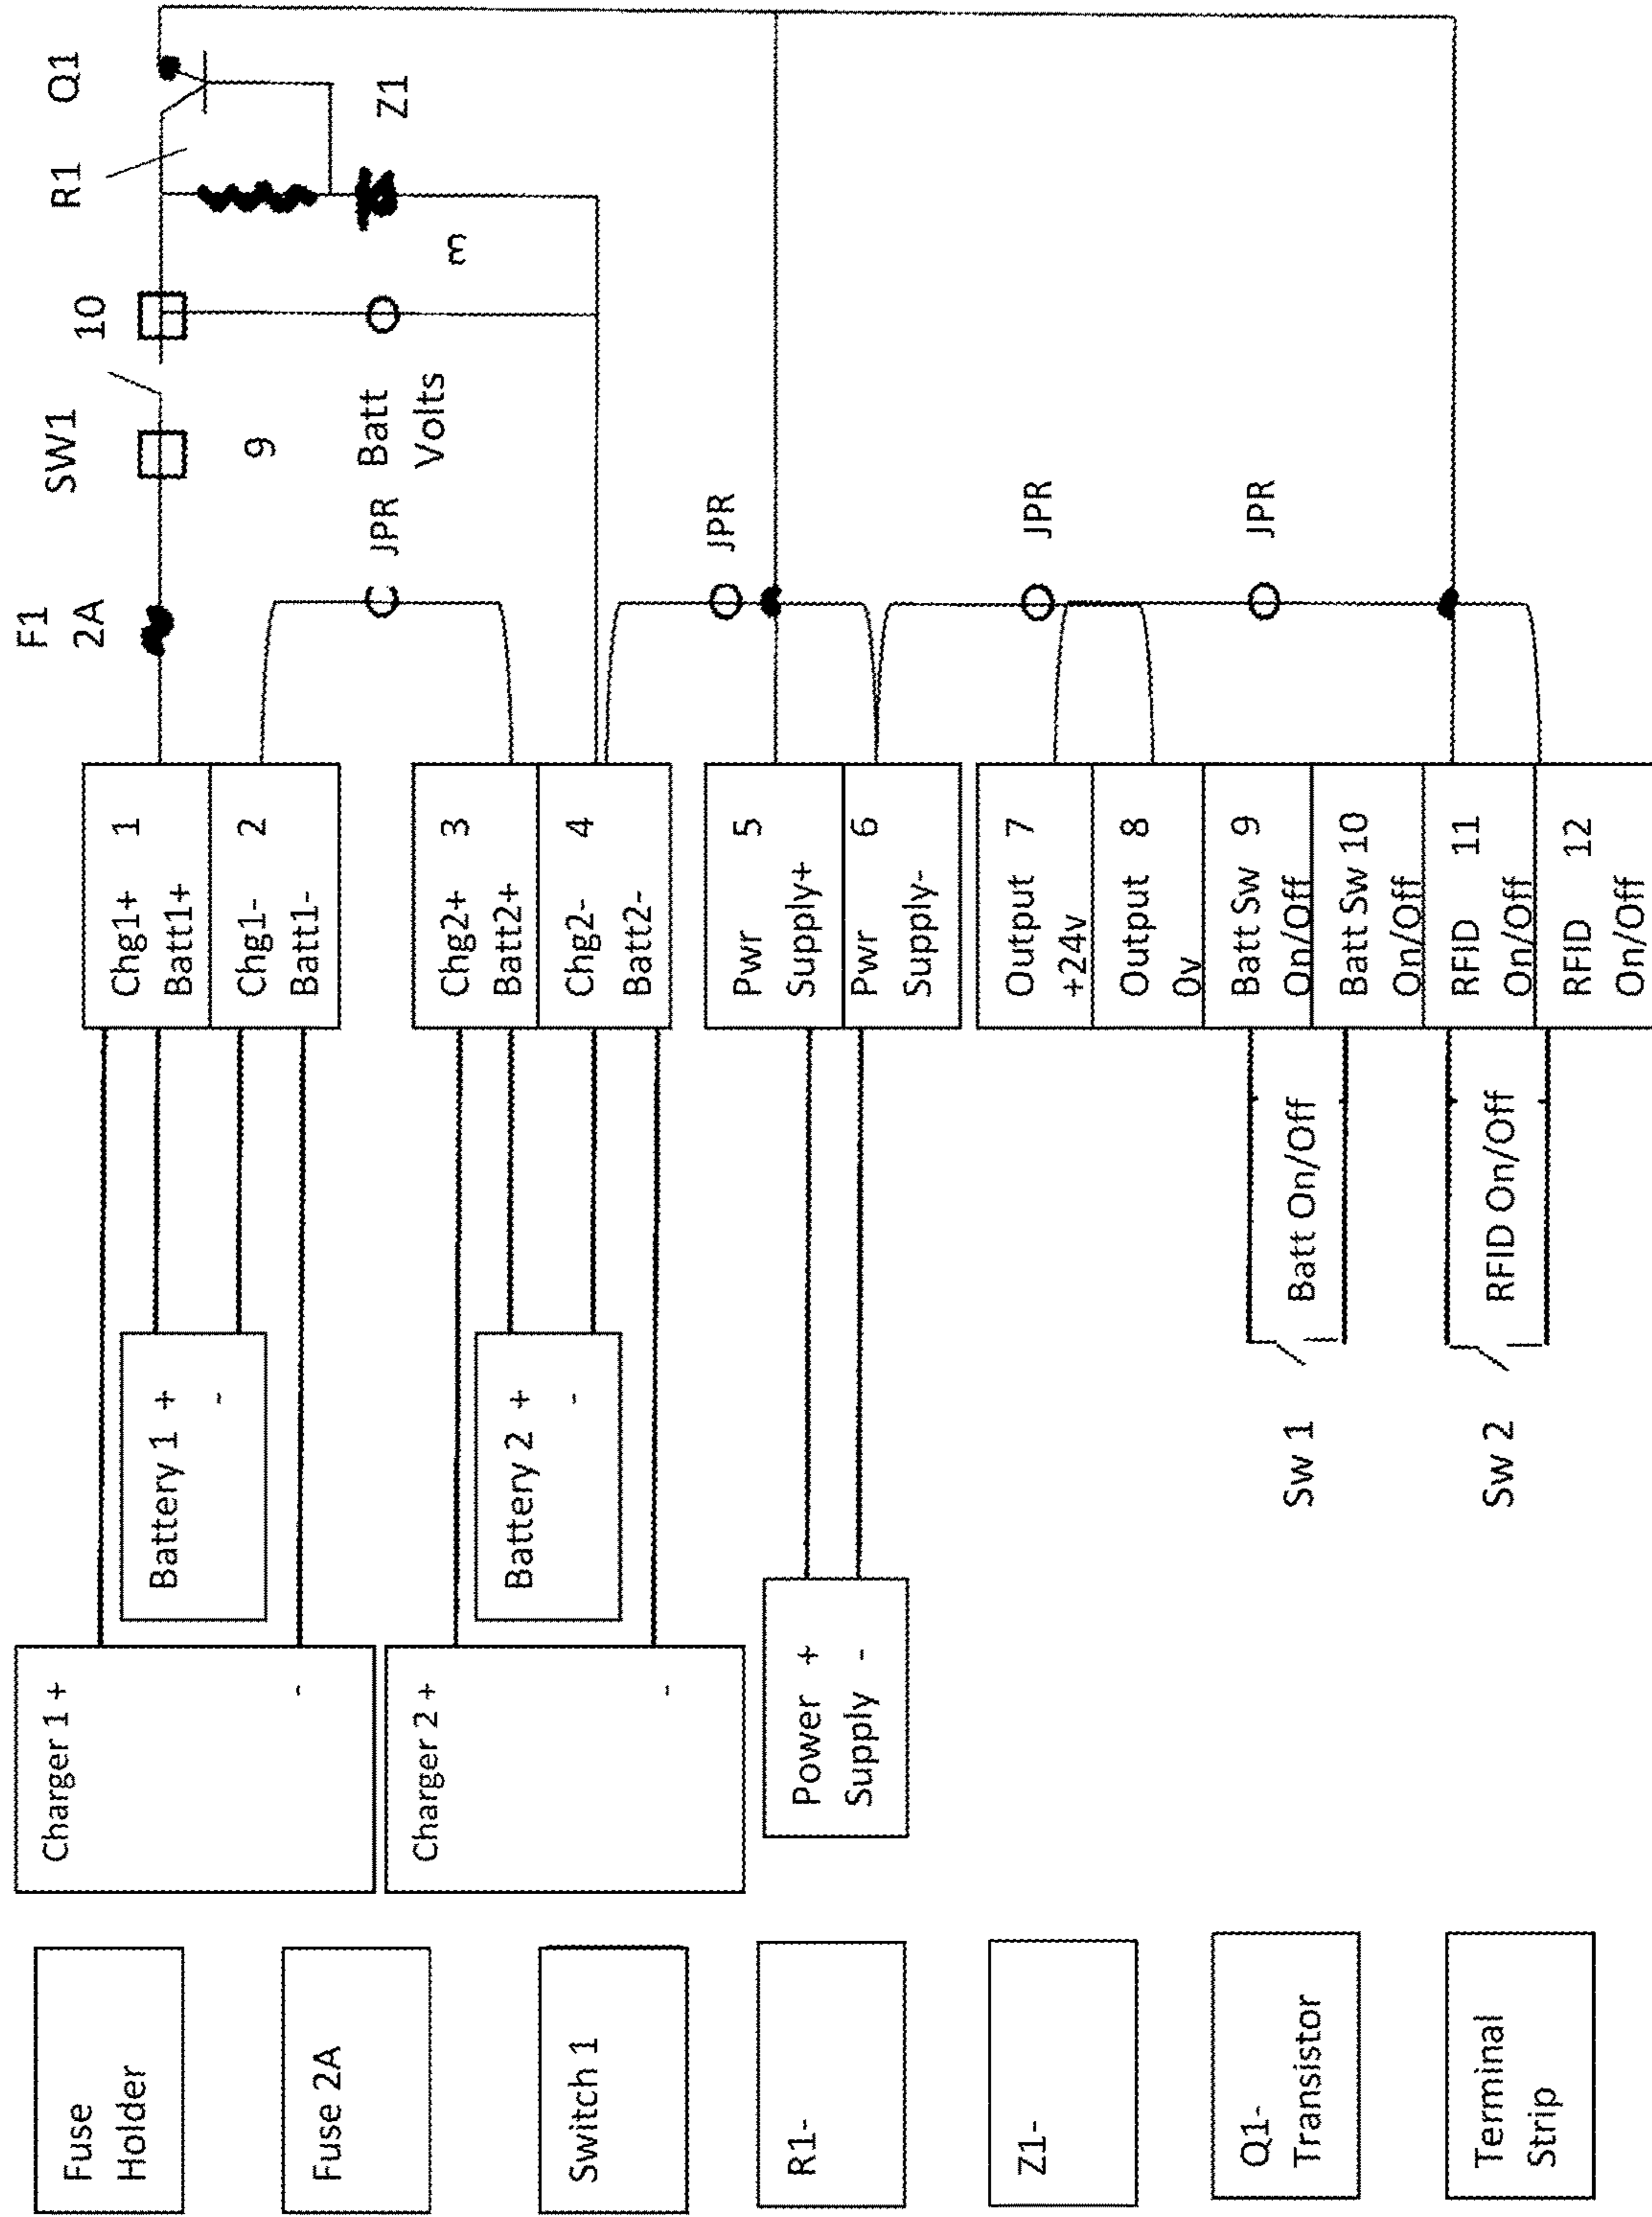 Fuse
Holder
Fuse 2A
Switch 1
R1-
Z1-
Q1-
Transistor
Terminal
Strip
Charger 1 +
-
Battery 1 +
-
Charger 2 +
-
Battery 2 +
-
Power +
Supply -
Sw 1
Batt On/Off
Sw 2
RFID On/Off
Chg1+ 1
Batt1+
Chg1- 2
Batt1-
Chg2+ 3
Batt2+
Chg2- 4
Batt2-
Pwr 5
Supply+
Pwr 6
Supply-
Output 7
+24v
Output 8
0v
Batt Sw 9
On/Off
Batt Sw 10
On/Off
RFID 11
On/Off
RFID 12
On/Off
F1
2A
SW1
9
10
R1
Q1
Z1
3
JPR
Batt
Volts
JPR
JPR
JPR